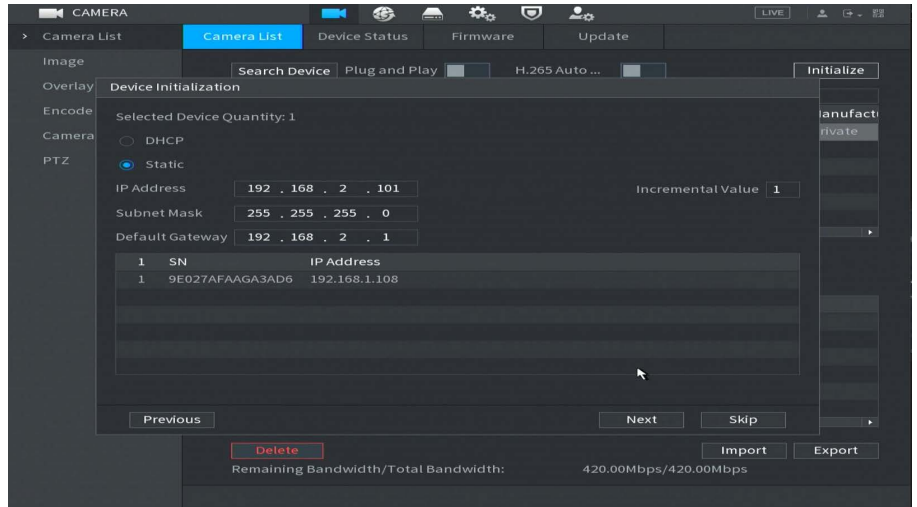 CAMERA
LIVE
> Camera List
Camera List
Device Status
Firmware
Update
Image
Search Device
Plug and Play
H.265 Auto ...
Initialize
Overlay
Device Initialization
Encode
Selected Device Quantity: 1
Manufactu
Camera
DHCP
rivate
PTZ
Static
IP Address 192 . 168 . 2 . 101
Incremental Value 1
Subnet Mask 255 . 255 . 255 . 0
Default Gateway 192 . 168 . 2 . 1
1 SN IP Address
1 9E027AFAAGA3AD6 192.168.1.108
Previous
Next
Skip
Delete
Import
Export
Remaining Bandwidth/Total Bandwidth: 420.00Mbps/420.00Mbps